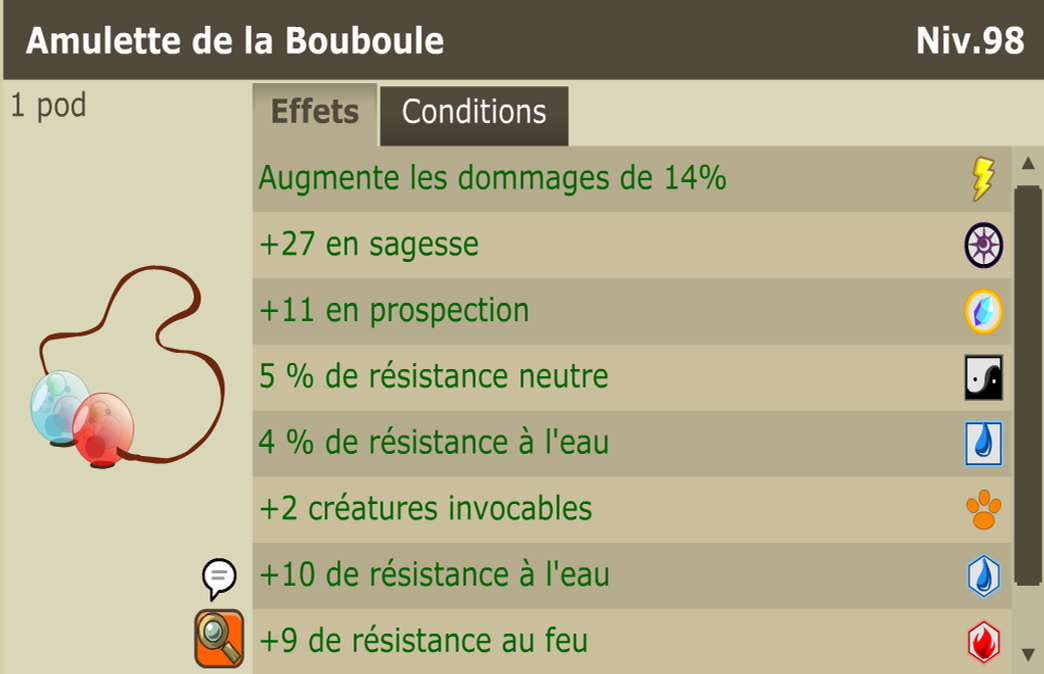 Amulette de la Bouboule Niv.98
1 pod
Effets Conditions
Augmente les dommages de 14%
+27 en sagesse
+11 en prospection
5 % de résistance neutre
4 % de résistance à l'eau
+2 créatures invocables
+10 de résistance à l'eau
+9 de résistance au feu